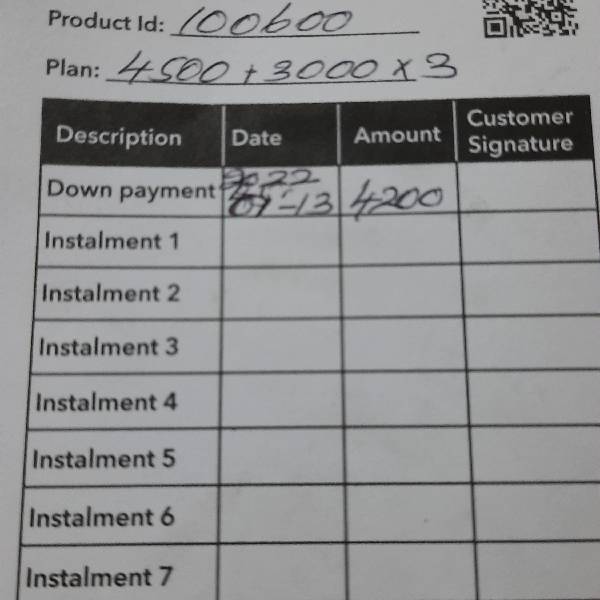 Product Id: 100600
Plan: 4500 + 3000 x 3
Description Date Amount Customer Signature
Down payment 2022 07-13 4200
Instalment 1
Instalment 2
Instalment 3
Instalment 4
Instalment 5
Instalment 6
Instalment 7